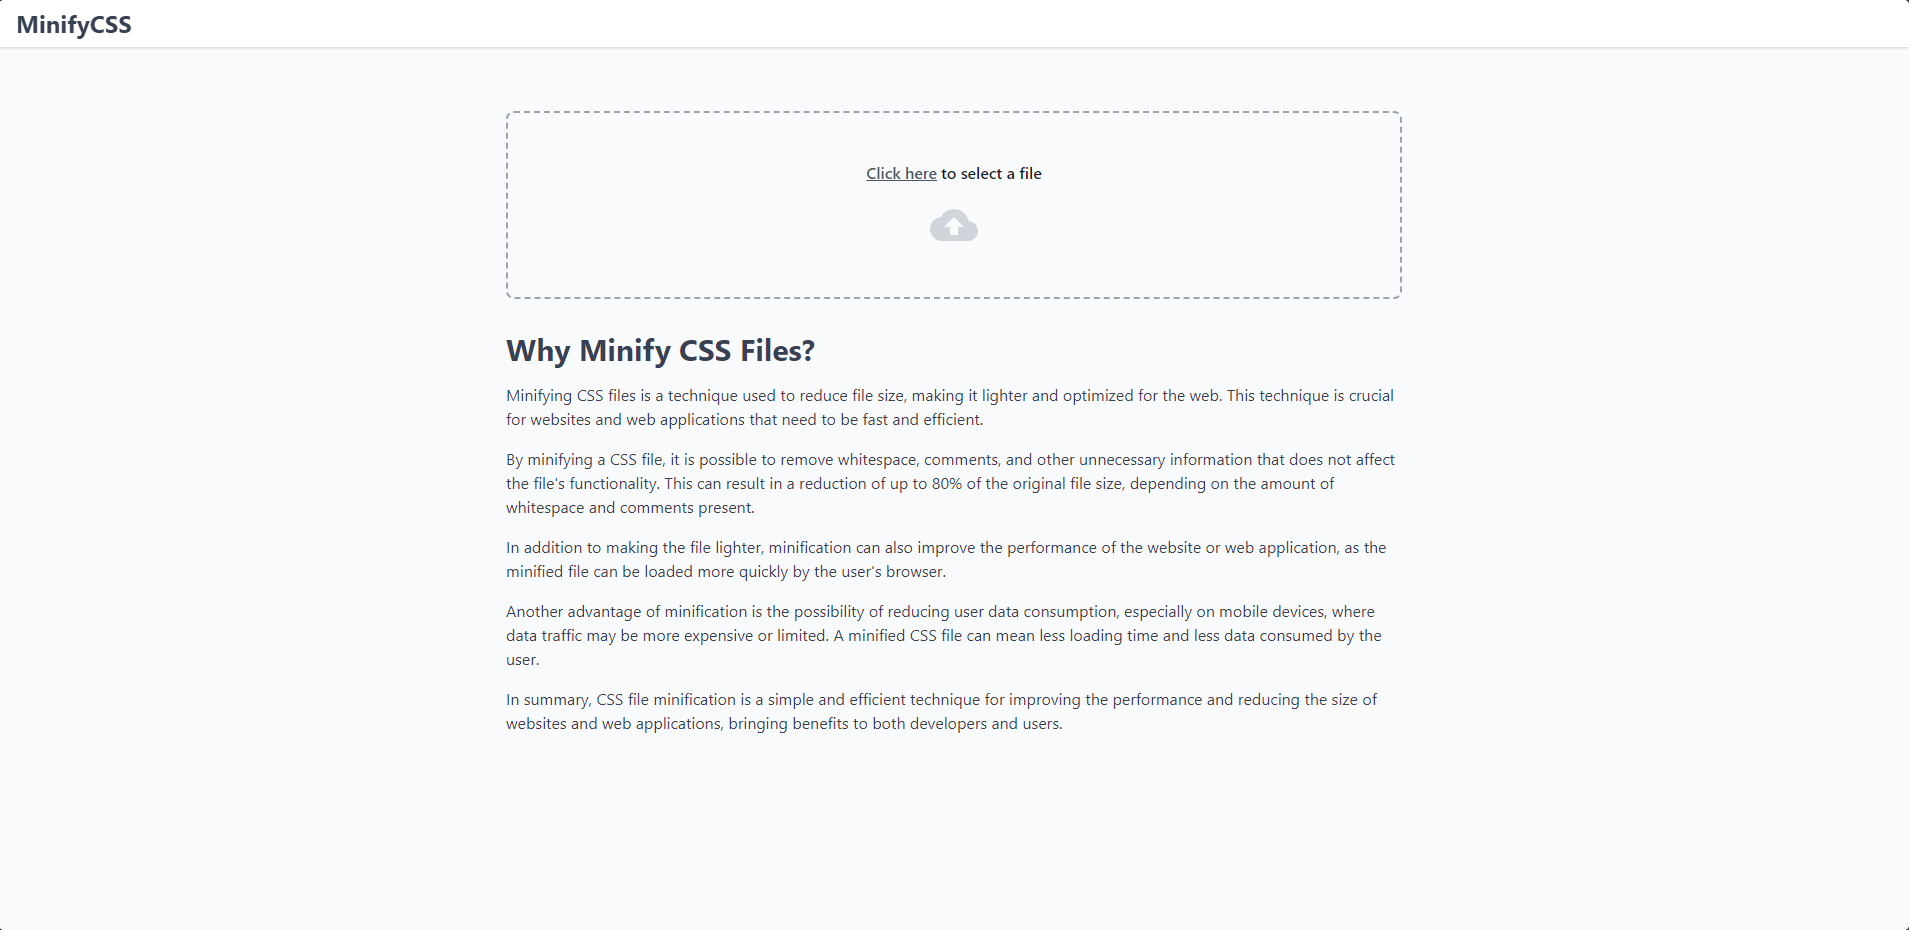 MinifyCSS
Click here to select a file
Why Minify CSS Files?
Minifying CSS files is a technique used to reduce file size, making it lighter and optimized for the web. This technique is crucial
for websites and web applications that need to be fast and efficient.
By minifying a CSS file, it is possible to remove whitespace, comments, and other unnecessary information that does not affect
the file's functionality. This can result in a reduction of up to 80% of the original file size, depending on the amount of
whitespace and comments present.
In addition to making the file lighter, minification can also improve the performance of the website or web application, as the
minified file can be loaded more quickly by the user's browser.
Another advantage of minification is the possibility of reducing user data consumption, especially on mobile devices, where
data traffic may be more expensive or limited. A minified CSS file can mean less loading time and less data consumed by the
user.
In summary, CSS file minification is a simple and efficient technique for improving the performance and reducing the size of
websites and web applications, bringing benefits to both developers and users.